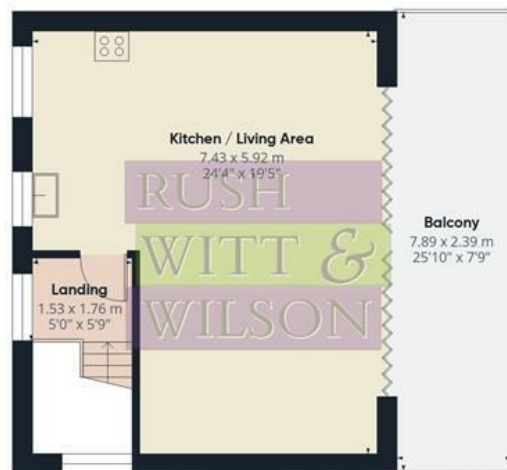 Kitchen / Living Area
7.43 x 5.92 m
24'4" x 19'5"
RUSH
WITT &
WILSON
Balcony
7.89 x 2.39 m
25'10" x 7'9"
Landing
1.53 x 1.76 m
5'0" x 5'9"